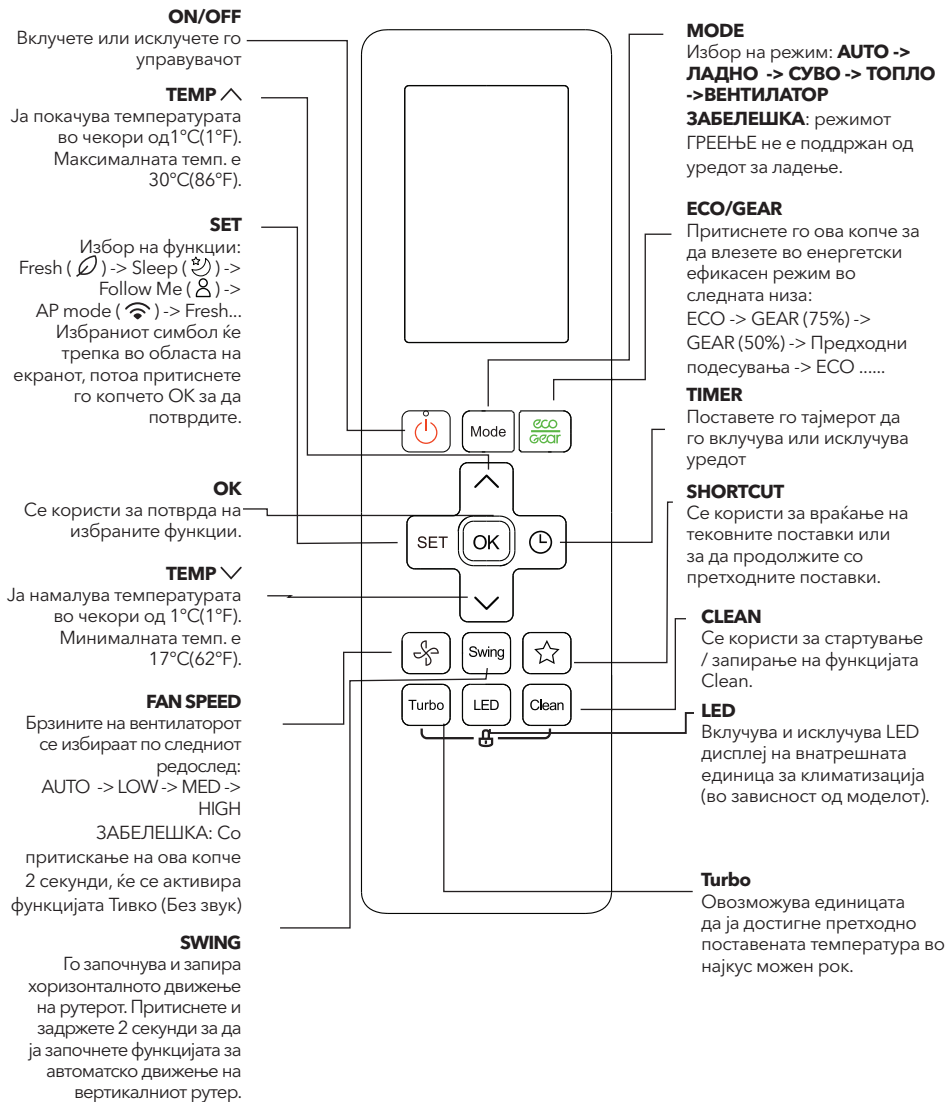 ON/OFF
Вклучете или исклучете го
управувачот
TEMP
Ја покачува температурата
во чекори од1°C(1°F).
Максималната темп. е
30°C(86°F).
SET
Избор на функции:
Fresh ( ) -> Sleep ( ) ->
Follow Me ( ) ->
AP mode ( ) -> Fresh...
Избраниот симбол ќе
трепка во областа на
екранот, потоа притиснете
го копчето OK за да
потврдите.
OK
Се користи за потврда на
избраните функции.
TEMP
Ја намалува температурата
во чекори од 1°C(1°F).
Минималната темп. е
17°C(62°F).
FAN SPEED
Брзините на вентилаторот
се избираат по следниот
редослед:
AUTO -> LOW -> MED ->
HIGH
ЗАБЕЛЕШКА: Со
притискање на ова копче
2 секунди, ќе се активира
функцијата Тивко (Без звук)
SWING
Го започнува и запира
хоризонталното движење
на рутерот. Притиснете и
задржете 2 секунди за да
ја започнете функцијата за
автоматско движење на
вертикалниот рутер.
Mode
eco
Gear
SET
OK
Swing
Turbo
LED
Clean
MODE
Избор на режим: AUTO ->
ЛАДНО -> СУВО -> ТОПЛО
->ВЕНТИЛАТОР
ЗАБЕЛЕШКА: режимот
ГРЕЕЊЕ не е поддржан од
уредот за ладење.
ECO/GEAR
Притиснете го ова копче за
да влезете во енергетски
ефикасен режим во
следната низа:
ECO -> GEAR (75%) ->
GEAR (50%) -> Предходни
подесувања -> ECO ......
TIMER
Поставете го тајмерот да
го вклучува или исклучува
уредот
SHORTCUT
Се користи за враќање на
тековните поставки или
за да продолжите со
претходните поставки.
CLEAN
Се користи за стартување
/ запирање на функцијата
Clean.
LED
Вклучува и исклучува LED
дисплеј на внатрешната
единица за климатизација
(во зависност од моделот).
Turbo
Овозможува единицата
да ја достигне претходно
поставената температура во
најкус можен рок.